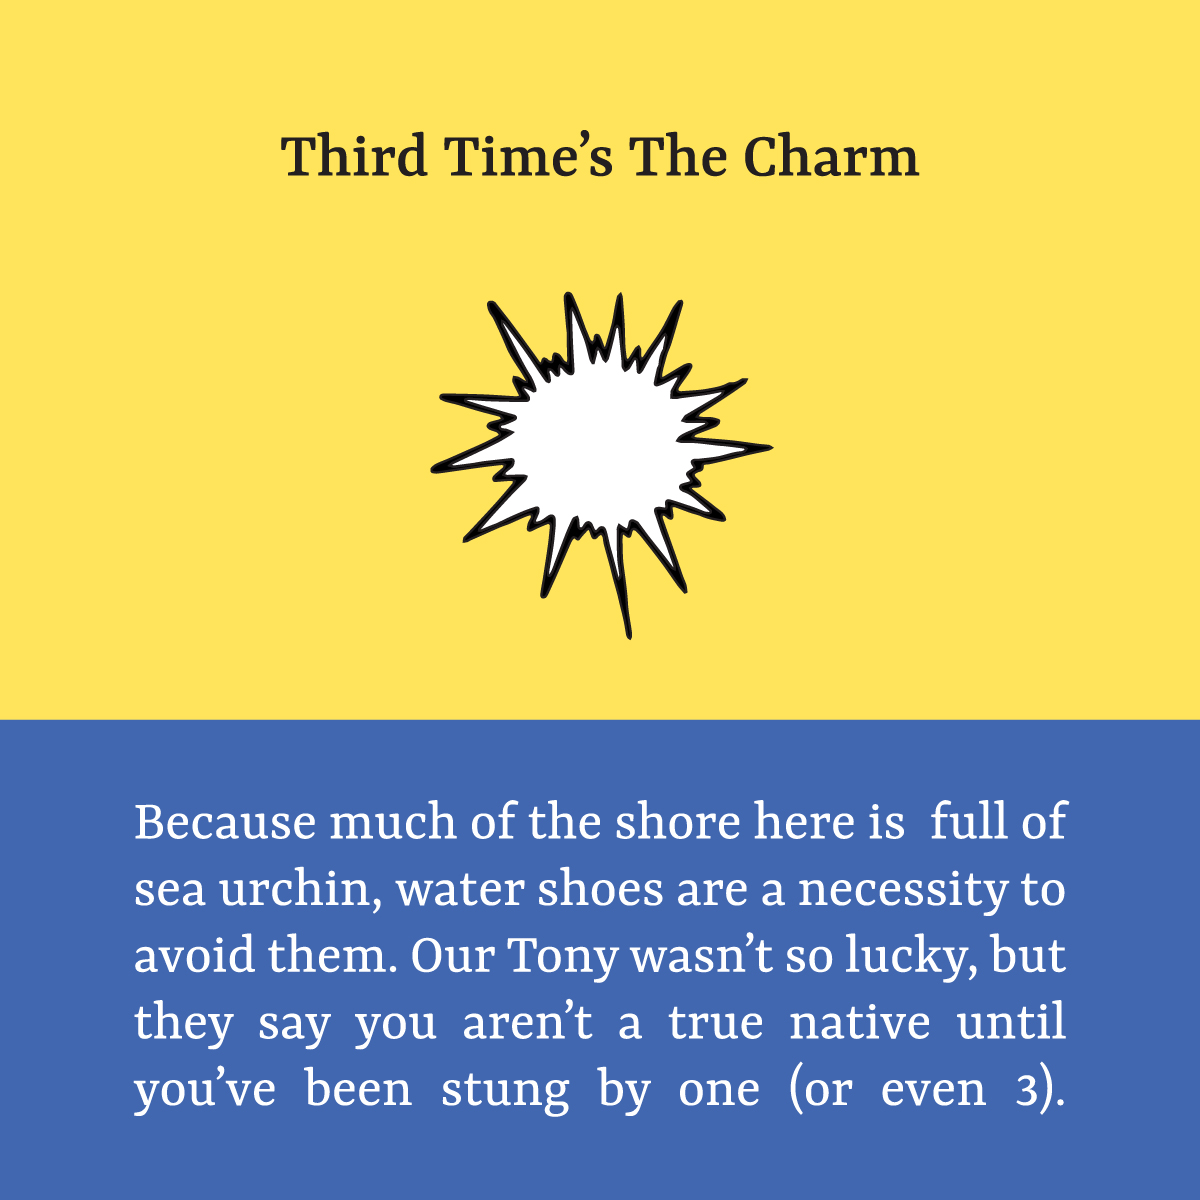 Third Time’s The Charm
Because much of the shore here is  full of
sea urchin, water shoes are a necessity to
avoid them. Our Tony wasn’t so lucky, but
they say you aren’t a true native until
you’ve been stung by one (or even 3).